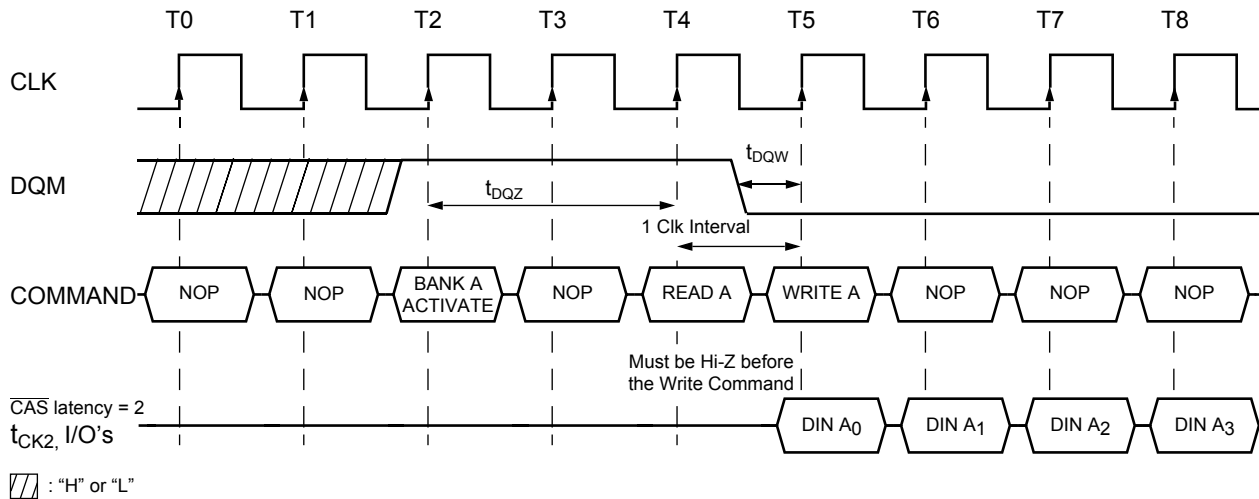 T0 T1 T2 T3 T4 T5 T6 T7 T8
CLK
tDQW
DQM
tDQZ
1 Clk Interval
COMMAND NOP NOP BANK A ACTIVATE NOP READ A WRITE A NOP NOP NOP
Must be Hi-Z before
the Write Command
CAS latency = 2
tCK2, I/O's DIN A0 DIN A1 DIN A2 DIN A3
: “H” or “L”